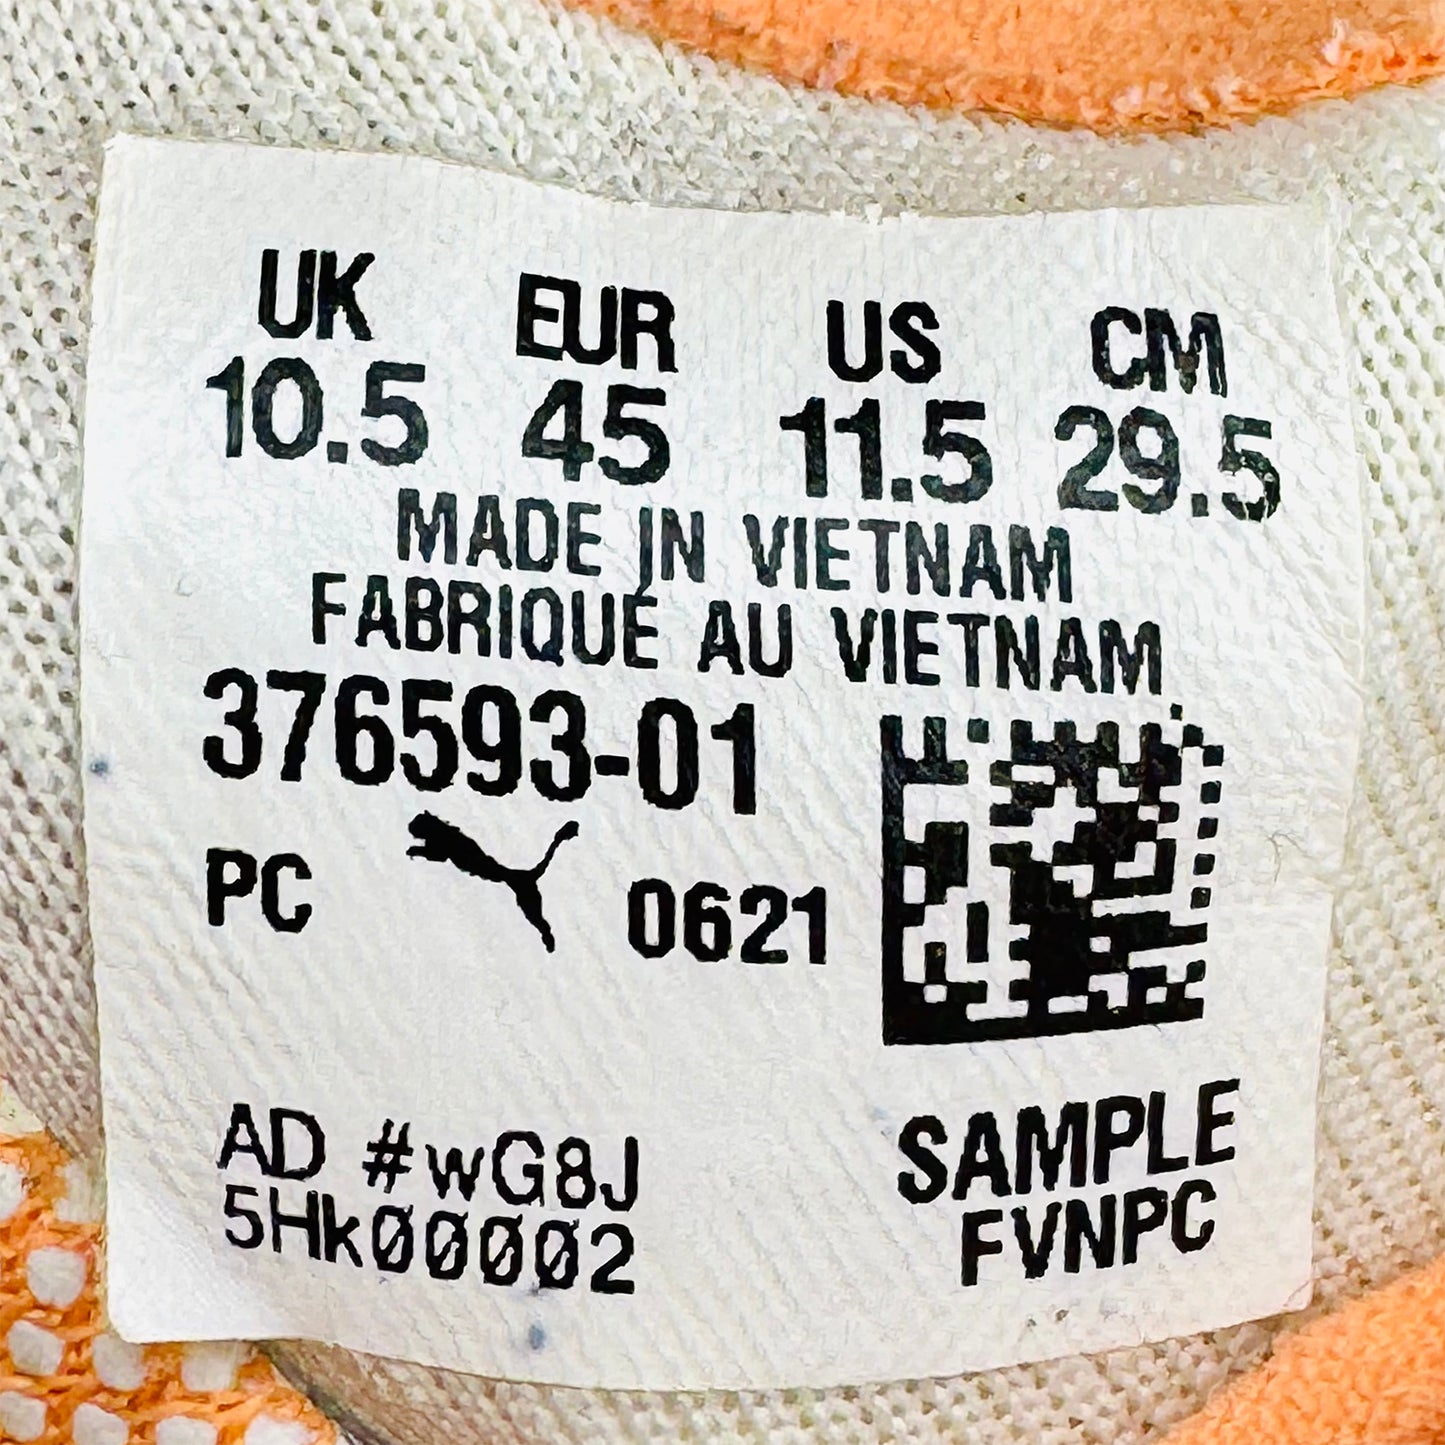 UK EUR US CM
10.5 45 11.5 29.5
MADE IN VIETNAM
FABRIQUÉ AU VIETNAM
376593-01
PC 0621
AD #wG8J
5Hk00002
SAMPLE
FVNPC